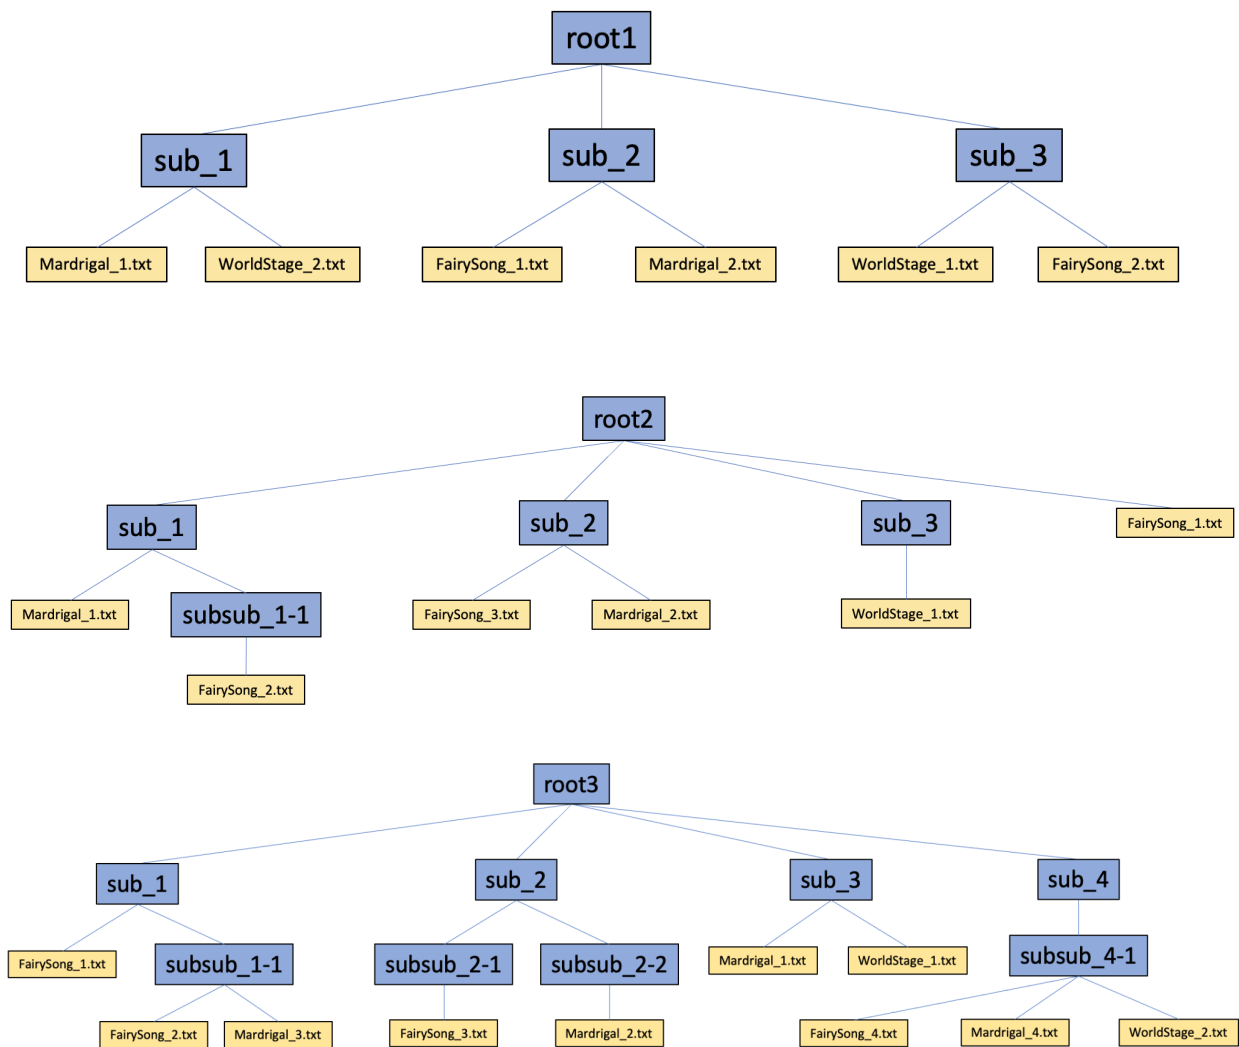 root1
sub_1
sub_2
sub_3
Mardrigal_1.txt
WorldStage_2.txt
FairySong_1.txt
Mardrigal_2.txt
WorldStage_1.txt
FairySong_2.txt
root2
sub_1
sub_2
sub_3
FairySong_1.txt
Mardrigal_1.txt
subsub_1-1
FairySong_3.txt
Mardrigal_2.txt
WorldStage_1.txt
FairySong_2.txt
root3
sub_1
sub_2
sub_3
sub_4
FairySong_1.txt
subsub_1-1
subsub_2-1
subsub_2-2
Mardrigal_1.txt
WorldStage_1.txt
subsub_4-1
FairySong_2.txt
Mardrigal_3.txt
FairySong_3.txt
Mardrigal_2.txt
FairySong_4.txt
Mardrigal_4.txt
WorldStage_2.txt